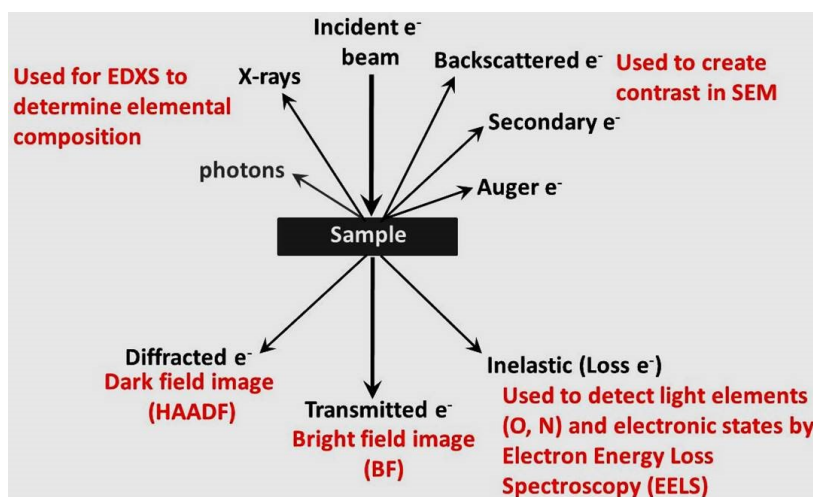 Incident e⁻
beam
Used for EDXS to
determine elemental
composition
X-rays
Backscattered e⁻
Used to create
contrast in SEM
Secondary e⁻
photons
Auger e⁻
Sample
Diffracted e⁻
Dark field image
(HAADF)
Transmitted e⁻
Bright field image
(BF)
Inelastic (Loss e⁻)
Used to detect light elements
(O, N) and electronic states by
Electron Energy Loss
Spectroscopy (EELS)